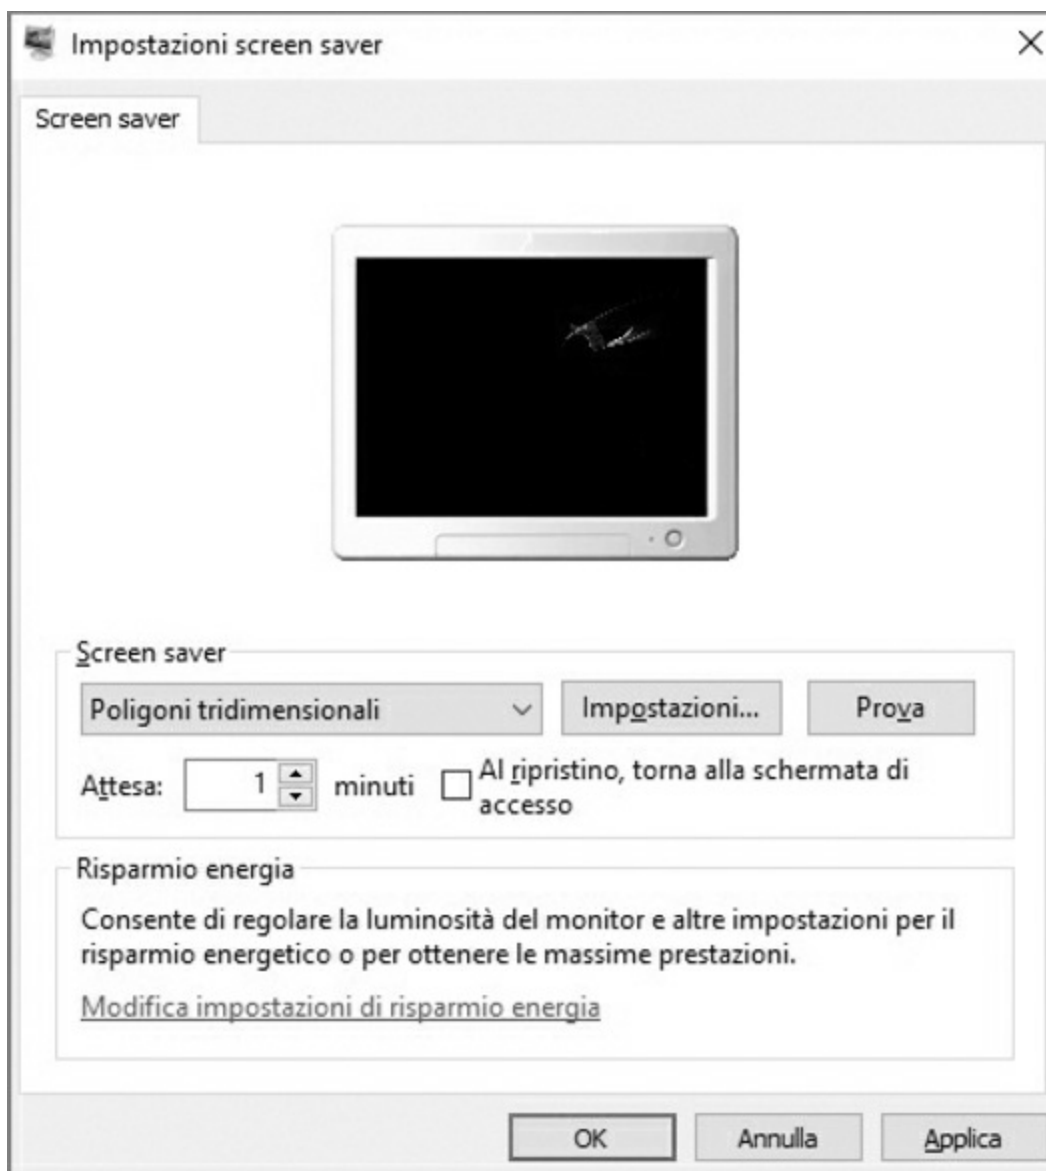 Impostazioni screen saver
Screen saver
Screen saver
Poligoni tridimensionali
Impostazioni...
Prova
Attesa:
1
minuti
Al ripristino, torna alla schermata di
accesso
Risparmio energia
Consente di regolare la luminosità del monitor e altre impostazioni per il
risparmio energetico o per ottenere le massime prestazioni.
Modifica impostazioni di risparmio energia
OK
Annulla
Applica